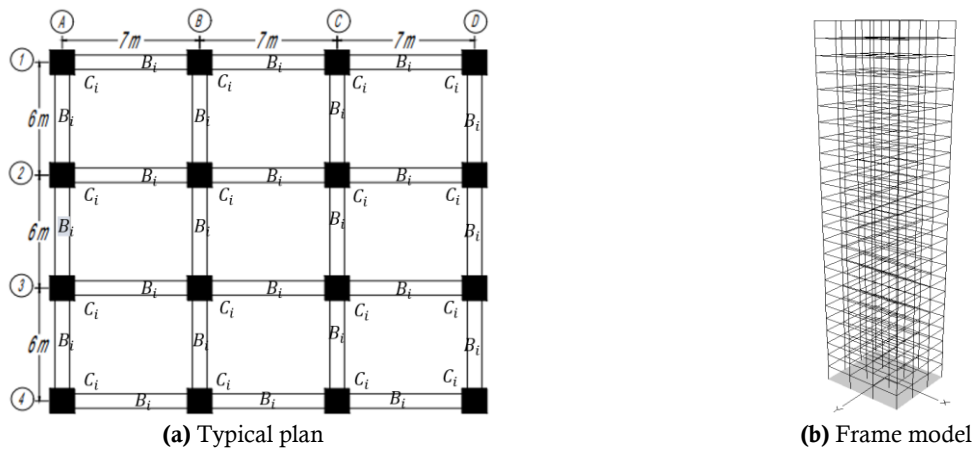 A B C D
7m 7m 7m
1 B_i B_i B_i
C_i C_i C_i C_i
6m B_i B_i B_i B_i
2 B_i B_i B_i
C_i C_i C_i C_i
6m B_i B_i B_i B_i
3 B_i B_i B_i
C_i C_i C_i C_i
6m B_i B_i B_i B_i
C_i C_i C_i C_i
4 B_i B_i B_i
Y X
(a) Typical plan
(b) Frame model